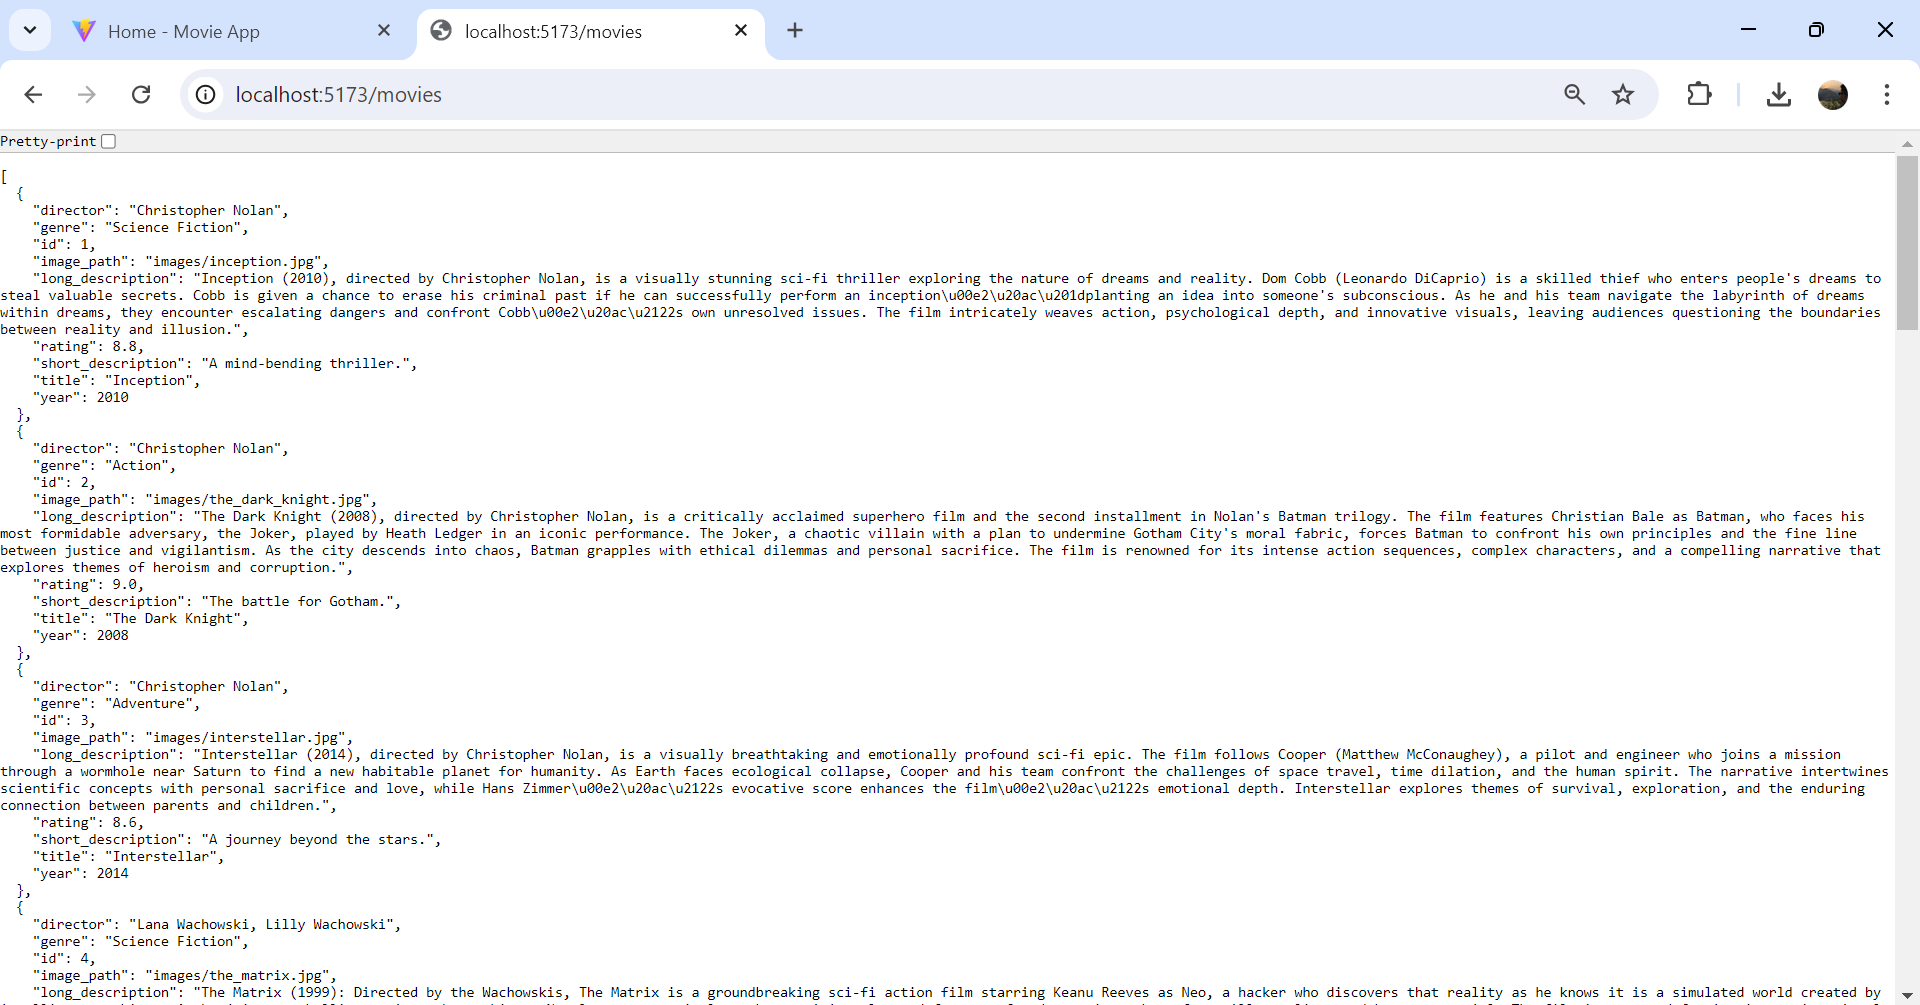 Home - Movie App
localhost:5173/movies
localhost:5173/movies
Pretty-print
[
  {
    "director": "Christopher Nolan",
    "genre": "Science Fiction",
    "id": 1,
    "image_path": "images/inception.jpg",
    "long_description": "Inception (2010), directed by Christopher Nolan, is a visually stunning sci-fi thriller exploring the nature of dreams and reality. Dom Cobb (Leonardo DiCaprio) is a skilled thief who enters people's dreams to
steal valuable secrets. Cobb is given a chance to erase his criminal past if he can successfully perform an inception\u00e2\u20ac\u201dplanting an idea into someone's subconscious. As he and his team navigate the labyrinth of dreams
within dreams, they encounter escalating dangers and confront Cobb\u00e2\u20ac\u2122s own unresolved issues. The film intricately weaves action, psychological depth, and innovative visuals, leaving audiences questioning the boundaries
between reality and illusion.",
    "rating": 8.8,
    "short_description": "A mind-bending thriller.",
    "title": "Inception",
    "year": 2010
  },
  {
    "director": "Christopher Nolan",
    "genre": "Action",
    "id": 2,
    "image_path": "images/the_dark_knight.jpg",
    "long_description": "The Dark Knight (2008), directed by Christopher Nolan, is a critically acclaimed superhero film and the second installment in Nolan's Batman trilogy. The film features Christian Bale as Batman, who faces his
most formidable adversary, the Joker, played by Heath Ledger in an iconic performance. The Joker, a chaotic villain with a plan to undermine Gotham City's moral fabric, forces Batman to confront his own principles and the fine line
between justice and vigilantism. As the city descends into chaos, Batman grapples with ethical dilemmas and personal sacrifice. The film is renowned for its intense action sequences, complex characters, and a compelling narrative that
explores themes of heroism and corruption.",
    "rating": 9.0,
    "short_description": "The battle for Gotham.",
    "title": "The Dark Knight",
    "year": 2008
  },
  {
    "director": "Christopher Nolan",
    "genre": "Adventure",
    "id": 3,
    "image_path": "images/interstellar.jpg",
    "long_description": "Interstellar (2014), directed by Christopher Nolan, is a visually breathtaking and emotionally profound sci-fi epic. The film follows Cooper (Matthew McConaughey), a pilot and engineer who joins a mission
through a wormhole near Saturn to find a new habitable planet for humanity. As Earth faces ecological collapse, Cooper and his team confront the challenges of space travel, time dilation, and the human spirit. The narrative intertwines
scientific concepts with personal sacrifice and love, while Hans Zimmer\u00e2\u20ac\u2122s evocative score enhances the film\u00e2\u20ac\u2122s emotional depth. Interstellar explores themes of survival, exploration, and the enduring
connection between parents and children.",
    "rating": 8.6,
    "short_description": "A journey beyond the stars.",
    "title": "Interstellar",
    "year": 2014
  },
  {
    "director": "Lana Wachowski, Lilly Wachowski",
    "genre": "Science Fiction",
    "id": 4,
    "image_path": "images/the_matrix.jpg",
    "long_description": "The Matrix (1999): Directed by the Wachowskis, The Matrix is a groundbreaking sci-fi action film starring Keanu Reeves as Neo, a hacker who discovers that reality as he knows it is a simulated world created by